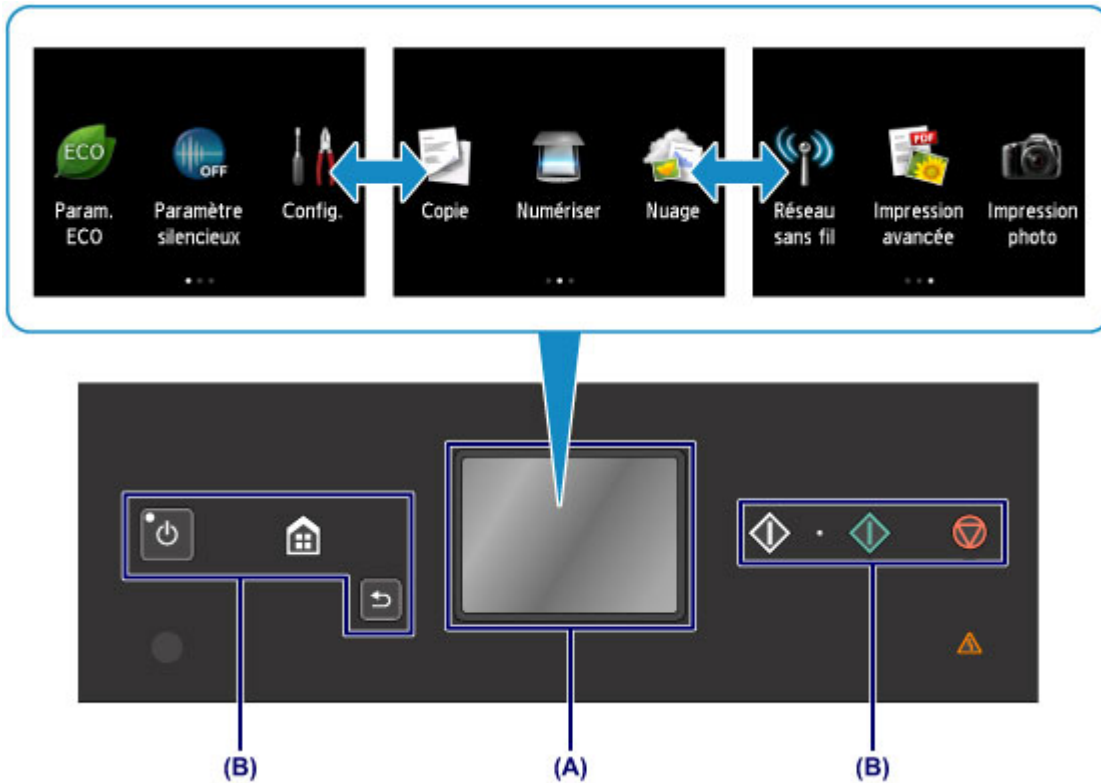 ECO
OFF
PDF
Param.
ECO
Paramètre
silencieux
Config.
Copie
Numériser
Nuage
Réseau
sans fil
Impression
avancée
Impression
photo
(B)
(A)
(B)